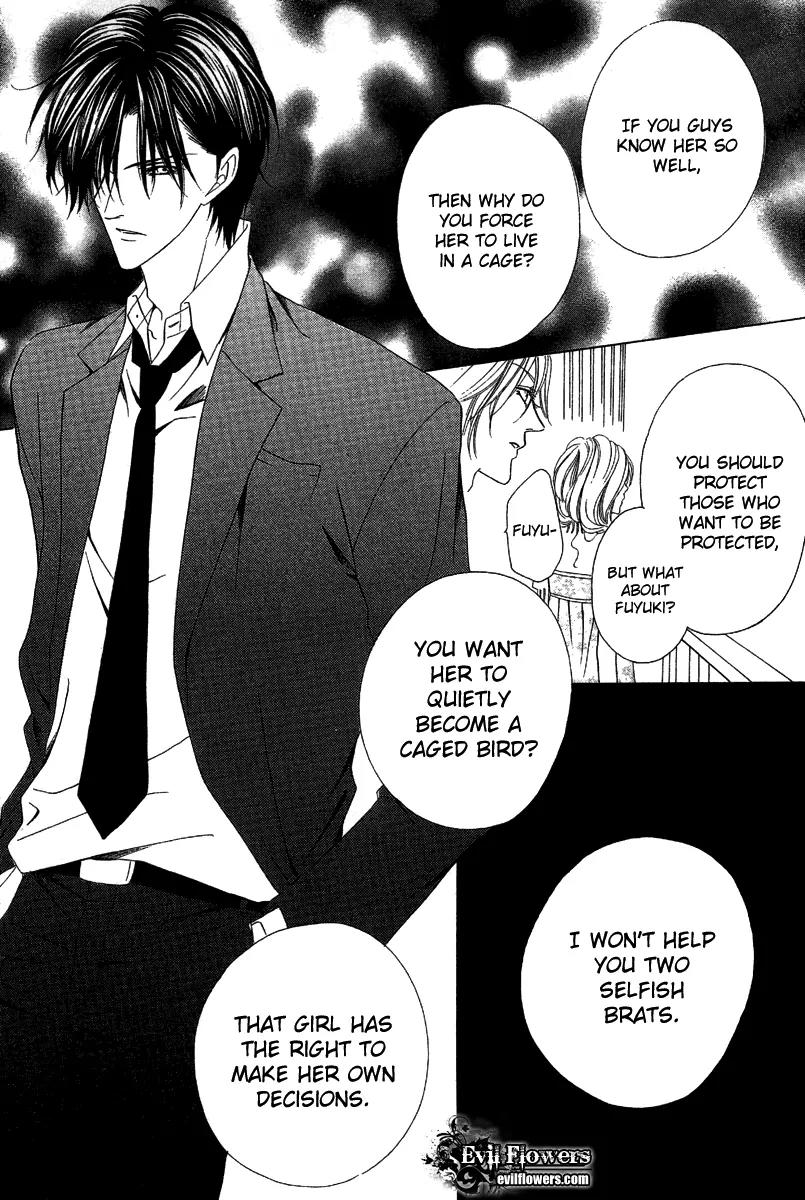 IF YOU GUYS
KNOW HER SO
WELL,
THEN WHY DO
YOU FORCE
HER TO LIVE
IN A CAGE?
YOU SHOULD
PROTECT
THOSE WHO
WANT TO BE
PROTECTED,
BUT WHAT
ABOUT
FUYUKI?
FUYU-
YOU WANT
HER TO
QUIETLY
BECOME A
CAGED BIRD?
THAT GIRL HAS
THE RIGHT TO
MAKE HER OWN
DECISIONS.
I WON'T HELP
YOU TWO
SELFISH
BRATS.
Evil Flowers
evilflowers.com